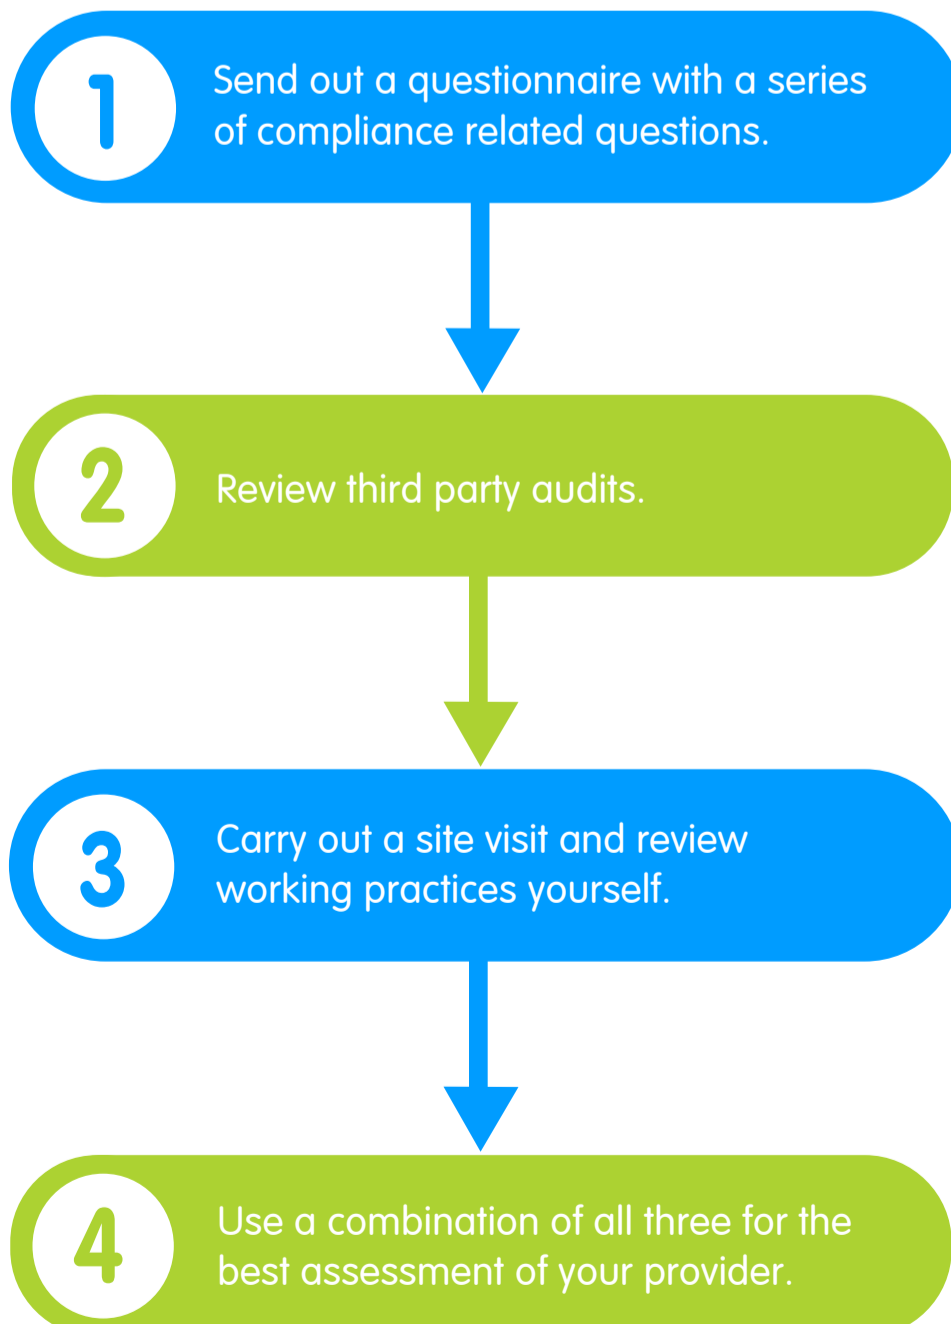 1
Send out a questionnaire with a series
of compliance related questions.
2
Review third party audits.
3
Carry out a site visit and review
working practices yourself.
4
Use a combination of all three for the
best assessment of your provider.